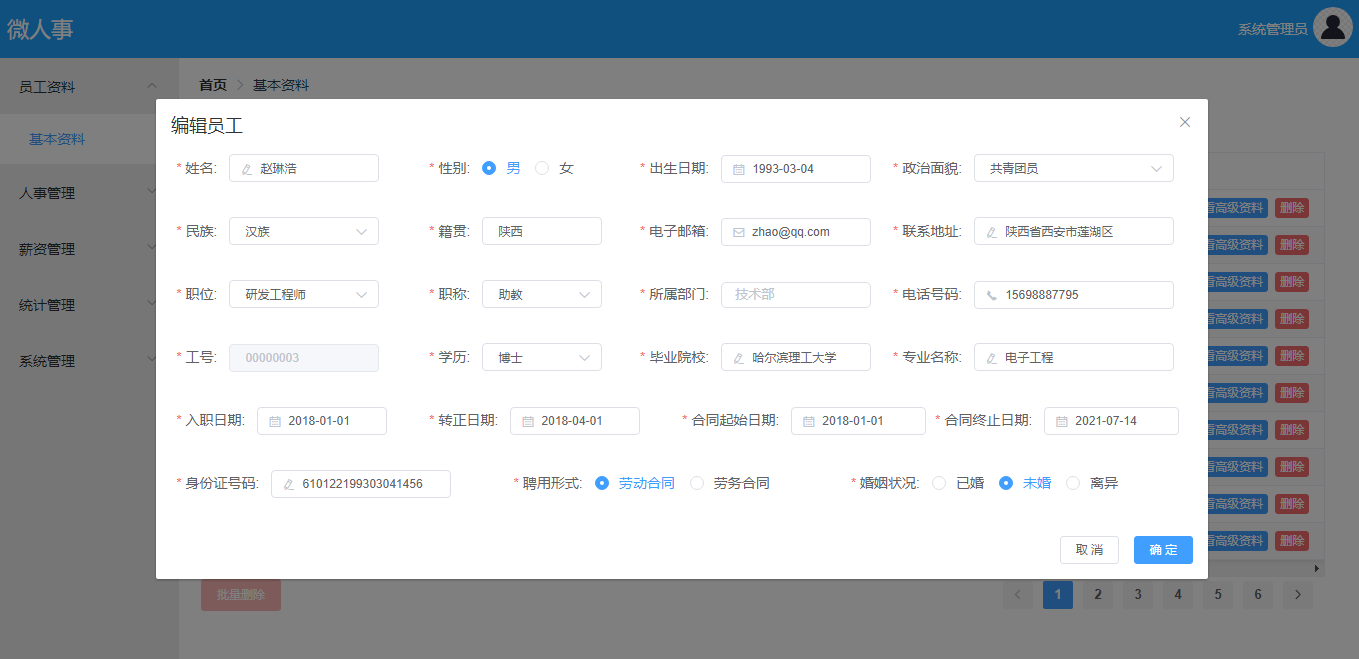 微人事
系统管理员
员工资料
首页 > 基本资料
基本资料
人事管理
薪资管理
统计管理
系统管理
编辑员工
*姓名: 赵琳浩 *性别: 男 女 *出生日期: 1993-03-04 *政治面貌: 共青团员
*民族: 汉族 *籍贯: 陕西 *电子邮箱: zhao@qq.com *联系地址: 陕西省西安市莲湖区
*职位: 研发工程师 *职称: 助教 *所属部门: 技术部 *电话号码: 15698887795
*工号: 00000003 *学历: 博士 *毕业院校: 哈尔滨理工大学 *专业名称: 电子工程
*入职日期: 2018-01-01 *转正日期: 2018-04-01 *合同起始日期: 2018-01-01 *合同终止日期: 2021-07-14
*身份证号码: 610122199303041456 *聘用形式: 劳动合同 劳务合同 *婚姻状况: 已婚 未婚 离异
取消 确定
高级资料 删除
高级资料 删除
高级资料 删除
高级资料 删除
高级资料 删除
高级资料 删除
高级资料 删除
高级资料 删除
高级资料 删除
高级资料 删除
批量删除
1 2 3 4 5 6